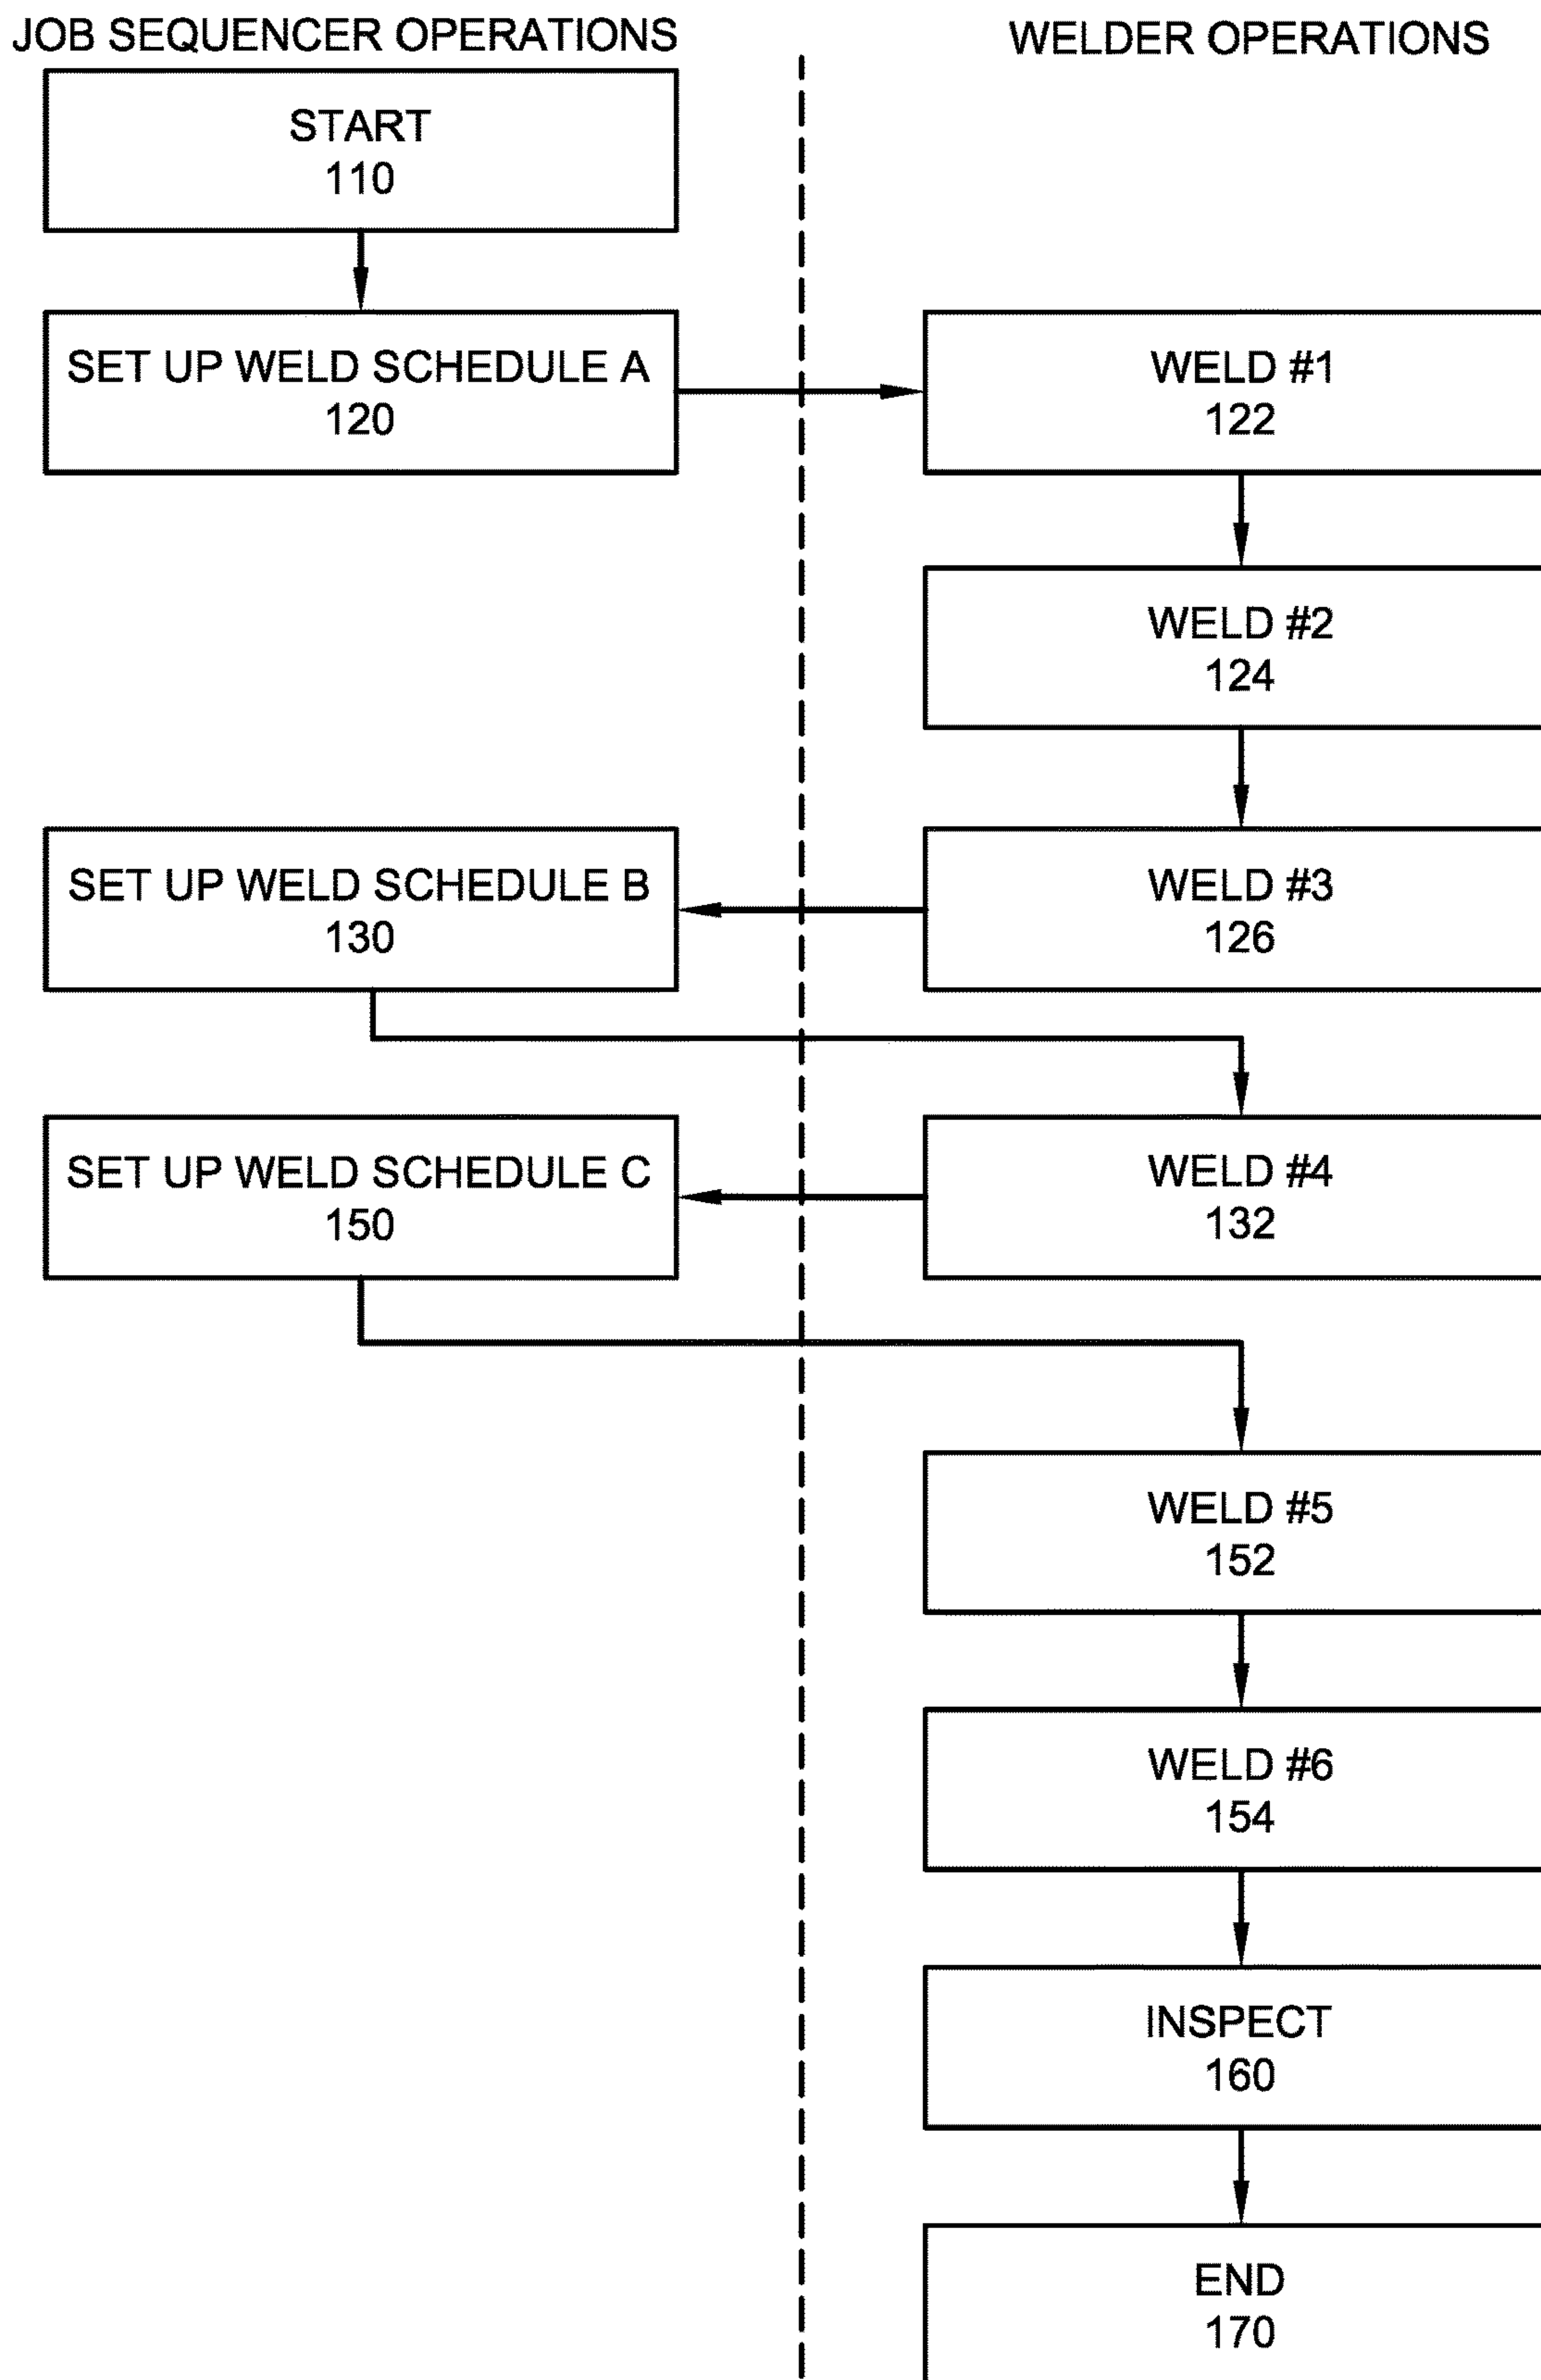 JOB SEQUENCER OPERATIONS
WELDER OPERATIONS
START
110
SET UP WELD SCHEDULE A
120
WELD #1
122
WELD #2
124
SET UP WELD SCHEDULE B
130
WELD #3
126
SET UP WELD SCHEDULE C
150
WELD #4
132
WELD #5
152
WELD #6
154
INSPECT
160
END
170